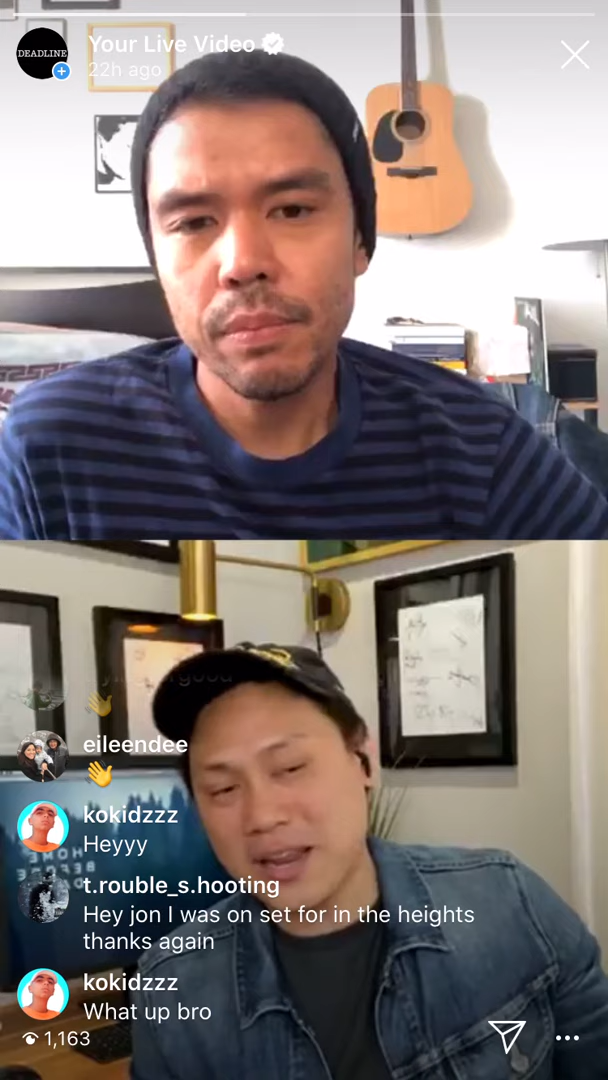 DEADLINE
Your Live Video
22h ago
eileendee
👋
kokidzzz
Heyyy
t.rouble_s.hooting
Hey jon I was on set for in the heights
thanks again
kokidzzz
What up bro
1,163